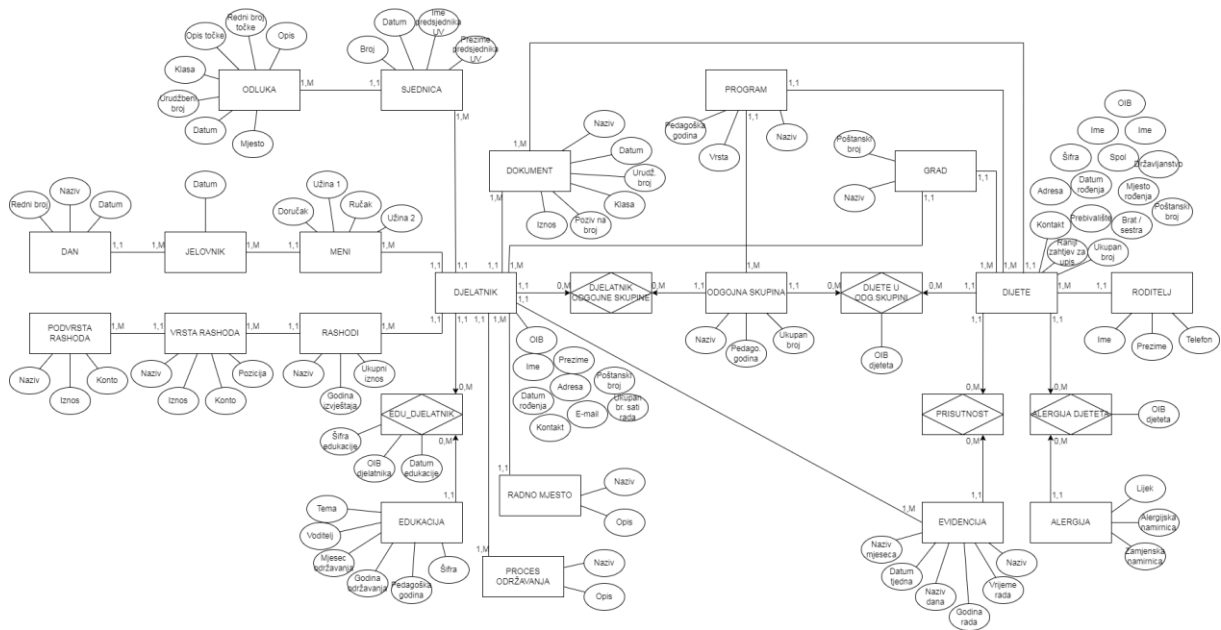 Redni broj
točke
Opis točke
Opis
Klasa
Urudžbeni
broj
Datum
Mjesto
ODLUKA
1,M
1,1
Datum
Ime
predsjednika
UV
Broj
Prezime
predsjednika
UV
SJEDNICA
1,M
1,1
PROGRAM
1,1
1,1
Pedagoška
godina
Vrsta
Naziv
1,M
Naziv
Datum
Urudž. broj
Klasa
Poziv na
broj
Iznos
DOKUMENT
1,M
Poštanski
broj
Naziv
GRAD
1,1
1,1
OIB
Ime
Ime
Šifra
Spol
Državljanstvo
Adresa
Datum
rođenja
Mjesto
rođenja
Poštanski
broj
Kontakt
Prebivalište
Brat /
sestra
Raniji
zahtjev za
upis
Ukupan
broj
Naziv
Redni broj
Datum
DAN
1,1
1,M
Datum
JELOVNIK
1,1
1,M
Užina 1
Doručak
Ručak
Užina 2
MENI
1,M
1,1
1,1
1,1
1,M
DJELATNIK
1,1
1,1
0,M
DJELATNIK
ODGOJNE SKUPINE
0,M
1,1
1,M
ODGOJNA SKUPINA
1,1
0,M
DIJETE U
ODG.SKUPINI
0,M
1,1
1,M
1,M
1,1
DIJETE
1,M
1,1
RODITELJ
Naziv
Pedago.
godina
Ukupan
broj
OIB
djeteta
Ime
Prezime
Telefon
PODVRSTA
RASHODA
1,M
1,1
VRSTA RASHODA
1,M
1,1
RASHODI
1,M
1,1
1,1
1,1
1,M
1,M
Naziv
Iznos
Konto
Naziv
Iznos
Konto
Pozicija
Naziv
Godina
izvještaja
Ukupni
iznos
OIB
Ime
Prezime
Poštanski
broj
Adresa
Datum
rođenja
E-mail
Ukupan
br. sati
rada
Kontakt
0,M
EDU_DJELATNIK
0,M
Šifra
edukacije
OIB
djelatnika
Datum
edukacije
0,M
PRISUTNOST
0,M
0,M
ALERGIJA DJETETA
0,M
OIB
djeteta
1,1
EDUKACIJA
Tema
Voditelj
Mjesec
održavanja
Godina
održavanja
Pedagoška
godina
Šifra
1,1
RADNO MJESTO
Naziv
Opis
1,M
PROCES
ODRŽAVANJA
Naziv
Opis
1,M
1,1
EVIDENCIJA
Naziv
mjeseca
Datum
tjedna
Naziv
dana
Godina
rada
Vrijeme
rada
Naziv
1,1
ALERGIJA
Lijek
Alergijska
namirnica
Zamjenska
namirnica